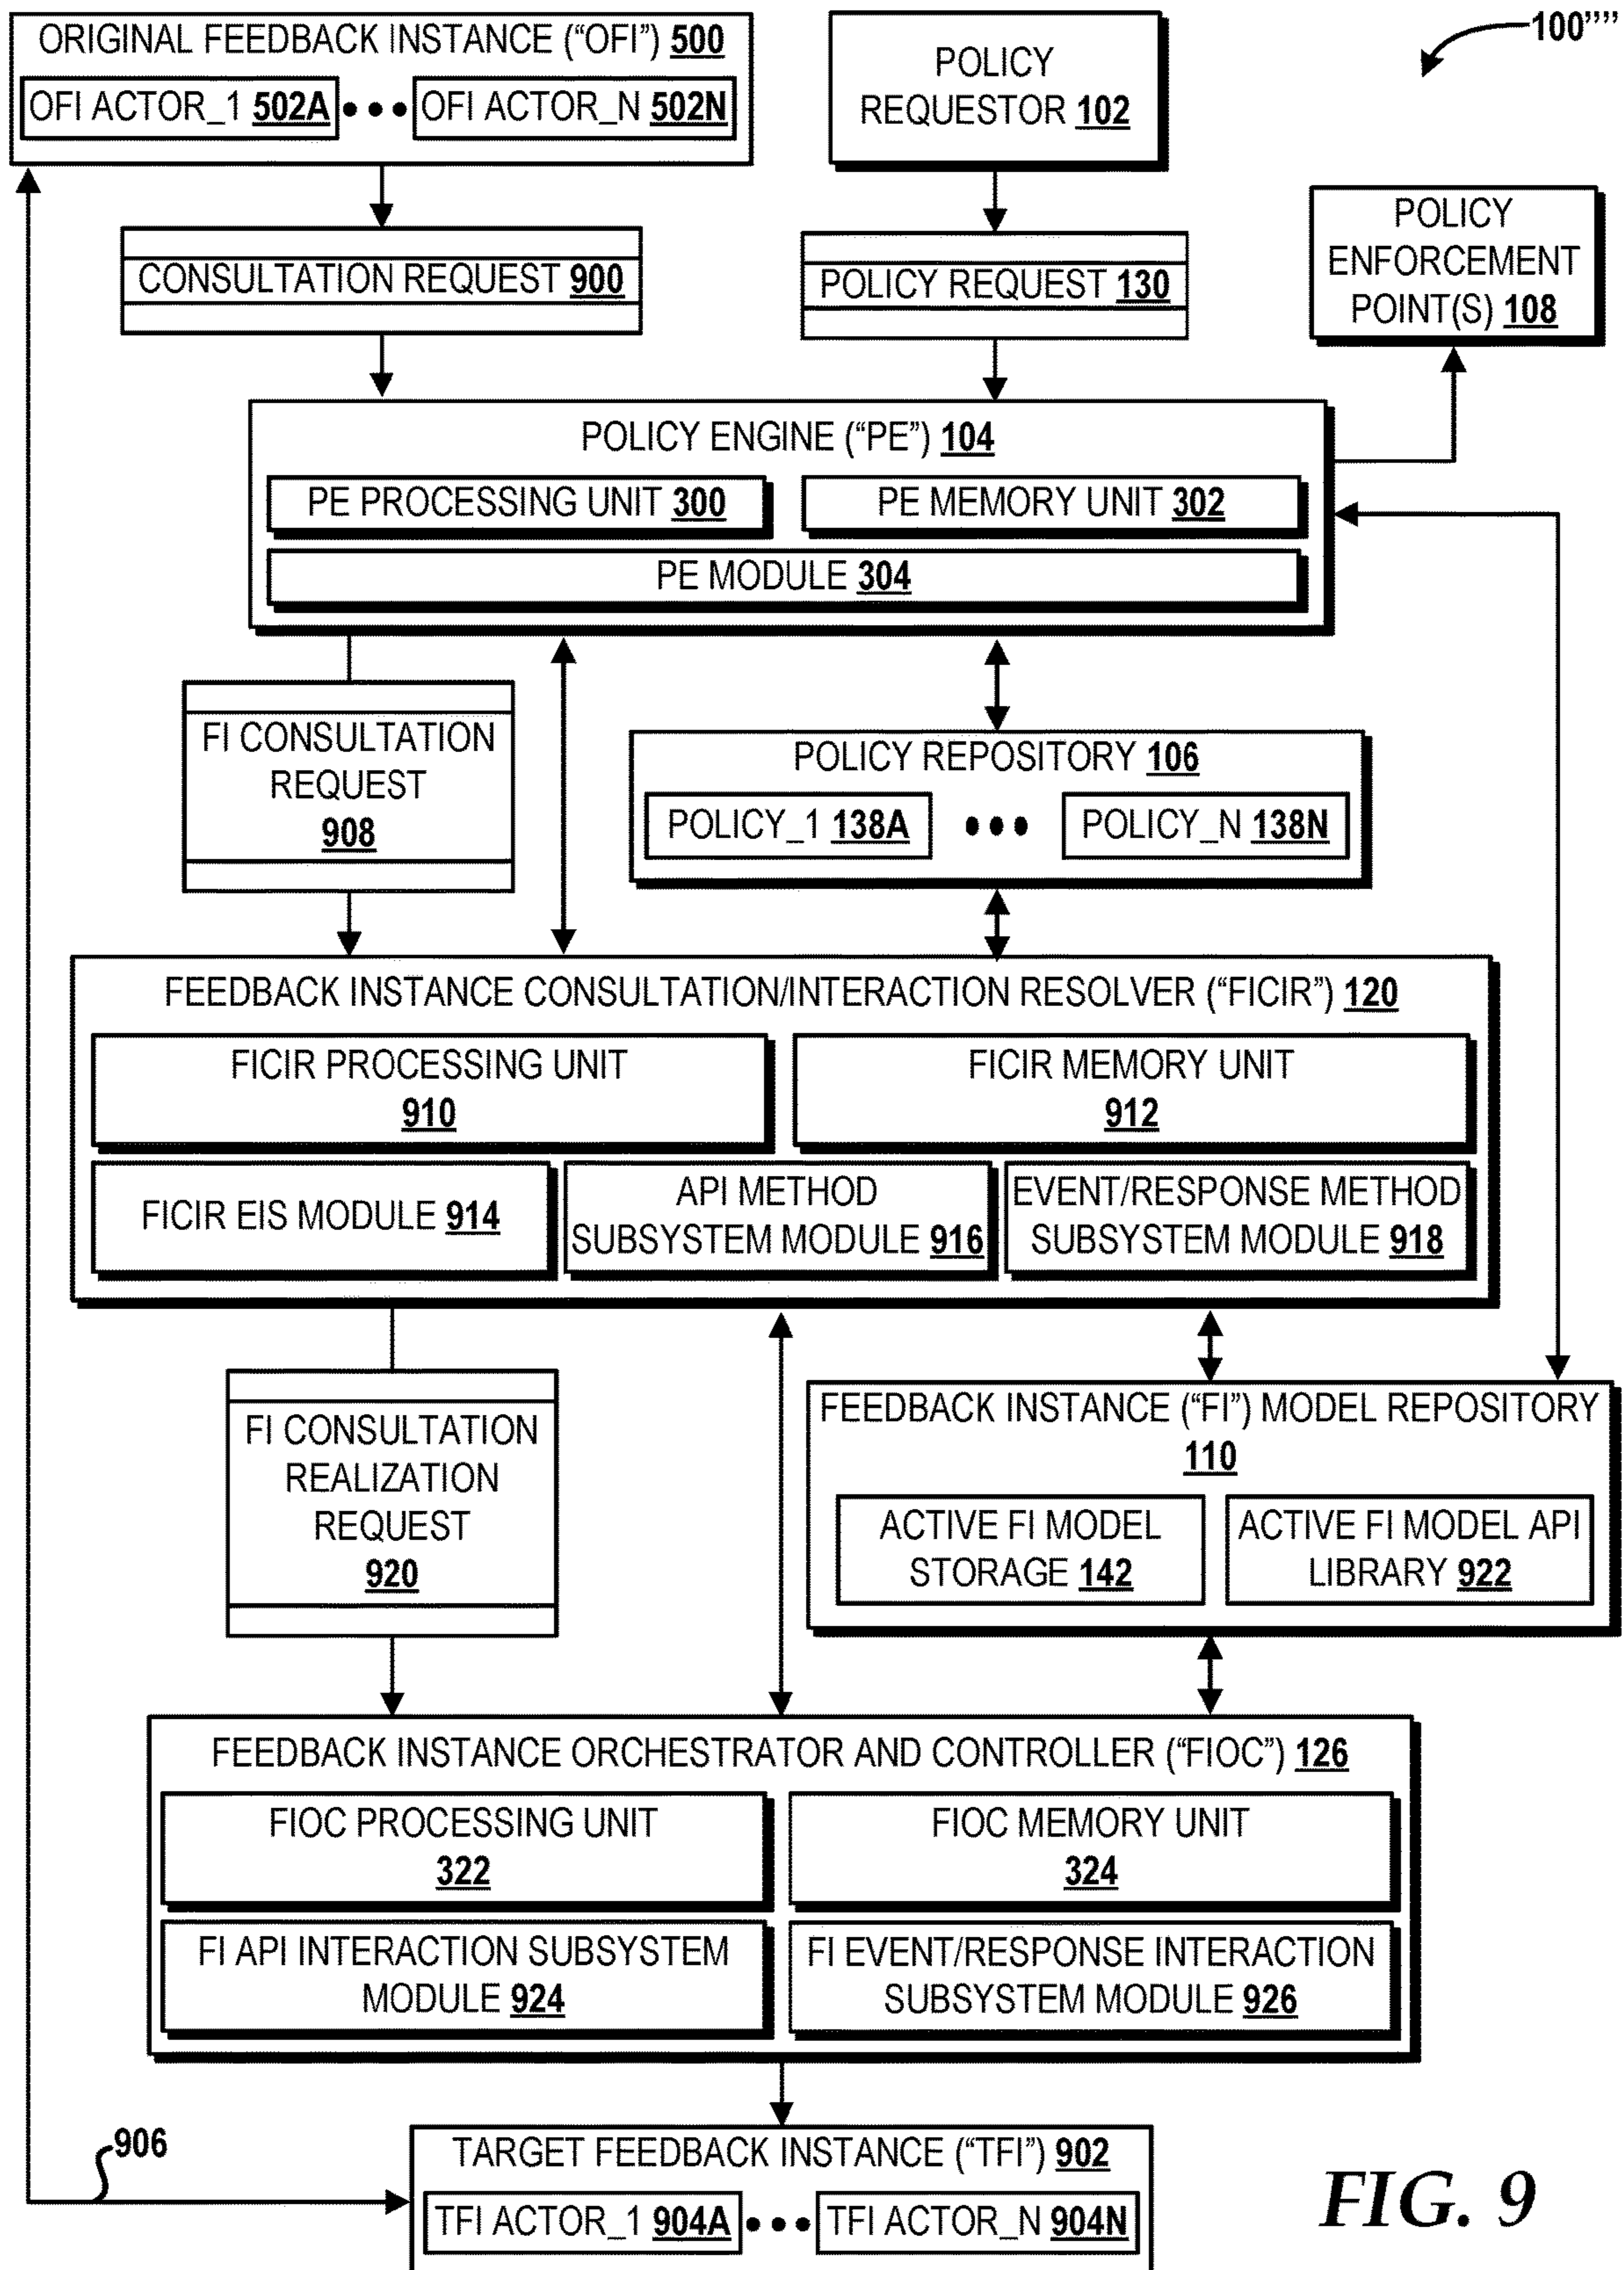 100''''
ORIGINAL FEEDBACK INSTANCE (“OFI”) 500
OFI ACTOR_1 502A
OFI ACTOR_N 502N
POLICY
REQUESTOR 102
POLICY
ENFORCEMENT
POINT(S) 108
CONSULTATION REQUEST 900
POLICY REQUEST 130
POLICY ENGINE (“PE”) 104
PE PROCESSING UNIT 300
PE MEMORY UNIT 302
PE MODULE 304
FI CONSULTATION
REQUEST
908
POLICY REPOSITORY 106
POLICY_1 138A
POLICY_N 138N
FEEDBACK INSTANCE CONSULTATION/INTERACTION RESOLVER (“FICIR”) 120
FICIR PROCESSING UNIT
910
FICIR MEMORY UNIT
912
FICIR EIS MODULE 914
API METHOD
SUBSYSTEM MODULE 916
EVENT/RESPONSE METHOD
SUBSYSTEM MODULE 918
FI CONSULTATION
REALIZATION
REQUEST
920
FEEDBACK INSTANCE (“FI”) MODEL REPOSITORY
110
ACTIVE FI MODEL
STORAGE 142
ACTIVE FI MODEL API
LIBRARY 922
FEEDBACK INSTANCE ORCHESTRATOR AND CONTROLLER (“FIOC”) 126
FIOC PROCESSING UNIT
322
FIOC MEMORY UNIT
324
FI API INTERACTION SUBSYSTEM
MODULE 924
FI EVENT/RESPONSE INTERACTION
SUBSYSTEM MODULE 926
906
TARGET FEEDBACK INSTANCE (“TFI”) 902
TFI ACTOR_1 904A
TFI ACTOR_N 904N
FIG. 9